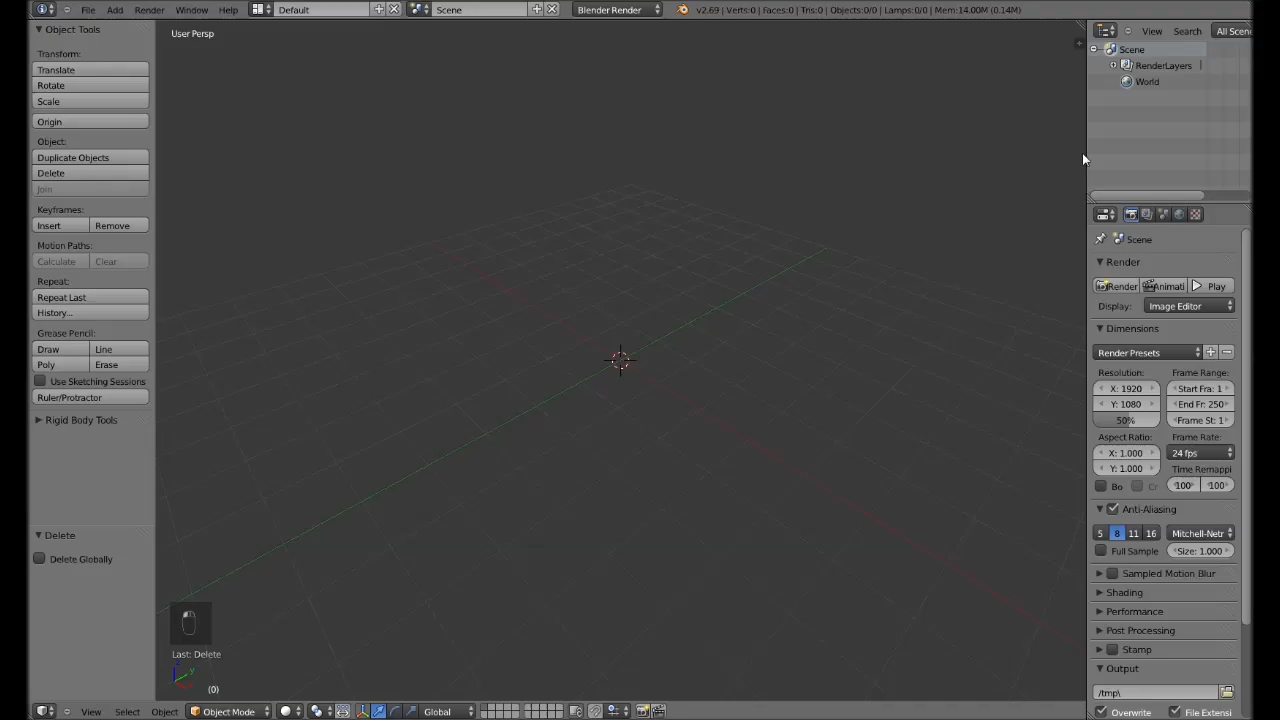 File Add Render Window Help Default Scene Blender Render v2.69 | Verts:0 | Faces:0 | Tris:0 | Objects:0/0 | Lamps:0/0 | Mem:14.00M (0.14M)
Object Tools
Transform:
Translate
Rotate
Scale
Origin
Object:
Duplicate Objects
Delete
Join
Keyframes:
Insert Remove
Motion Paths:
Calculate Clear
Repeat:
Repeat Last
History...
Grease Pencil:
Draw Line
Poly Erase
Use Sketching Sessions
Ruler/Protractor
Rigid Body Tools
Delete
Delete Globally
User Persp
Last: Delete
z
y
(0)
View Select Object Object Mode Global
View Search All Scene
Scene
RenderLayers
World
Scene
Render
Render Animati Play
Display: Image Editor
Dimensions
Render Presets
Resolution: Frame Range:
X: 1920 Start Fra: 1
Y: 1080 End Fr: 250
50% Frame St: 1
Aspect Ratio: Frame Rate:
X: 1.000 24 fps
Y: 1.000 Time Remappi
Bo Cr 100 100
Anti-Aliasing
5 8 11 16 Mitchell-Netr
Full Sample Size: 1.000
Sampled Motion Blur
Shading
Performance
Post Processing
Stamp
Output
/tmp\
Overwrite File Extensi